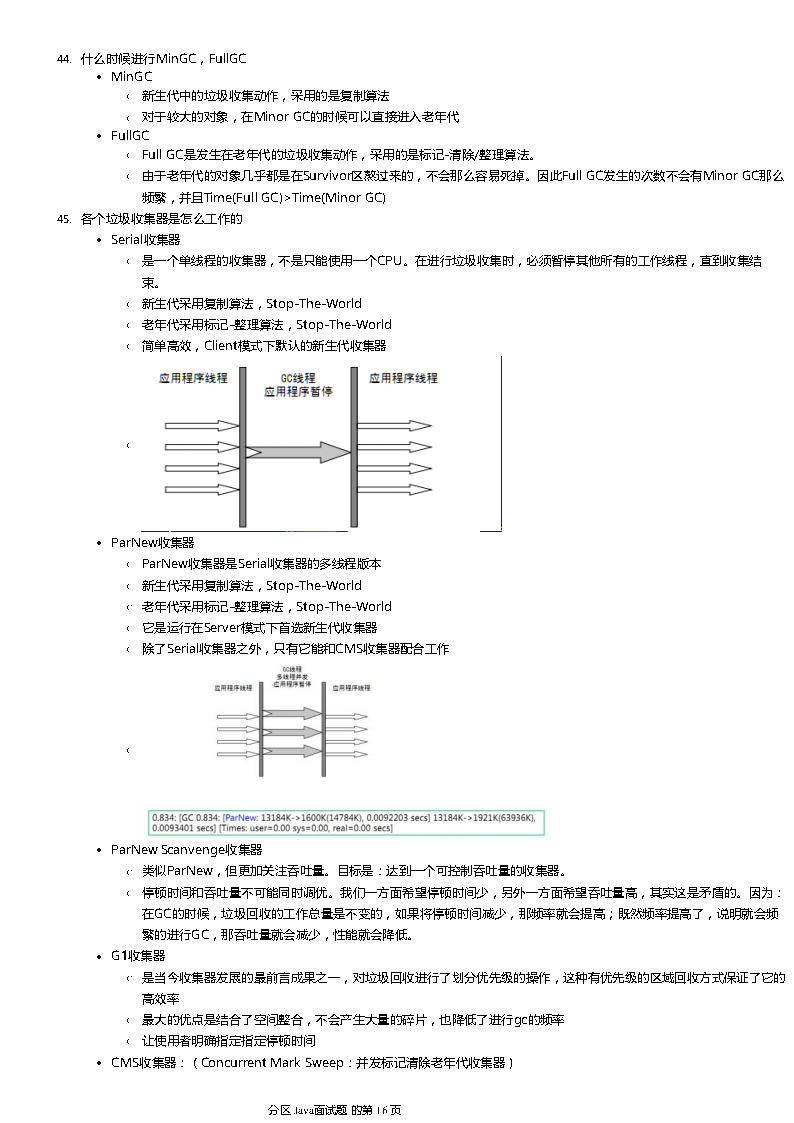 44. 什么时候进行MinGC，FullGC
• MinGC
◦ 新生代中的垃圾收集动作，采用的是复制算法
◦ 对于较大的对象，在Minor GC的时候可以直接进入老年代
• FullGC
◦ Full GC是发生在老年代的垃圾收集动作，采用的是标记-清除/整理算法。
◦ 由于老年代的对象几乎都是在Survivor区熬过来的，不会那么容易死掉。因此Full GC发生的次数不会有Minor GC那么
频繁，并且Time(Full GC)>Time(Minor GC)
45. 各个垃圾收集器是怎么工作的
• Serial收集器
◦ 是一个单线程的收集器，不是只能使用一个CPU。在进行垃圾收集时，必须暂停其他所有的工作线程，直到收集结
束。
◦ 新生代采用复制算法，Stop-The-World
◦ 老年代采用标记-整理算法，Stop-The-World
◦ 简单高效，Client模式下默认的新生代收集器
应用程序线程 GC线程 应用程序线程
应用程序暂停
• ParNew收集器
◦ ParNew收集器是Serial收集器的多线程版本
◦ 新生代采用复制算法，Stop-The-World
◦ 老年代采用标记-整理算法，Stop-The-World
◦ 它是运行在Server模式下首选新生代收集器
◦ 除了Serial收集器之外，只有它能和CMS收集器配合工作
GC线程
多线程并发
应用程序线程 应用程序暂停 应用程序线程
0.834: [GC 0.834: [ParNew: 13184K->1600K(14784K), 0.0092203 secs] 13184K->1921K(63936K),
0.0093401 secs] [Times: user=0.00 sys=0.00, real=0.00 secs]
• ParNew Scanvenge收集器
◦ 类似ParNew，但更加关注吞吐量。目标是：达到一个可控制吞吐量的收集器。
◦ 停顿时间和吞吐量不可能同时调优。我们一方面希望停顿时间少，另外一方面希望吞吐量高，其实这是矛盾的。因为：
在GC的时候，垃圾回收的工作总量是不变的，如果将停顿时间减少，那频率就会提高；既然频率提高了，说明就会频
繁的进行GC，那吞吐量就会减少，性能就会降低。
• G1收集器
◦ 是当今收集器发展的最前言成果之一，对垃圾回收进行了划分优先级的操作，这种有优先级的区域回收方式保证了它的
高效率
◦ 最大的优点是结合了空间整合，不会产生大量的碎片，也降低了进行gc的频率
◦ 让使用者明确指定指定停顿时间
• CMS收集器：（Concurrent Mark Sweep：并发标记清除老年代收集器）
分区 Java面试题 的第 16 页